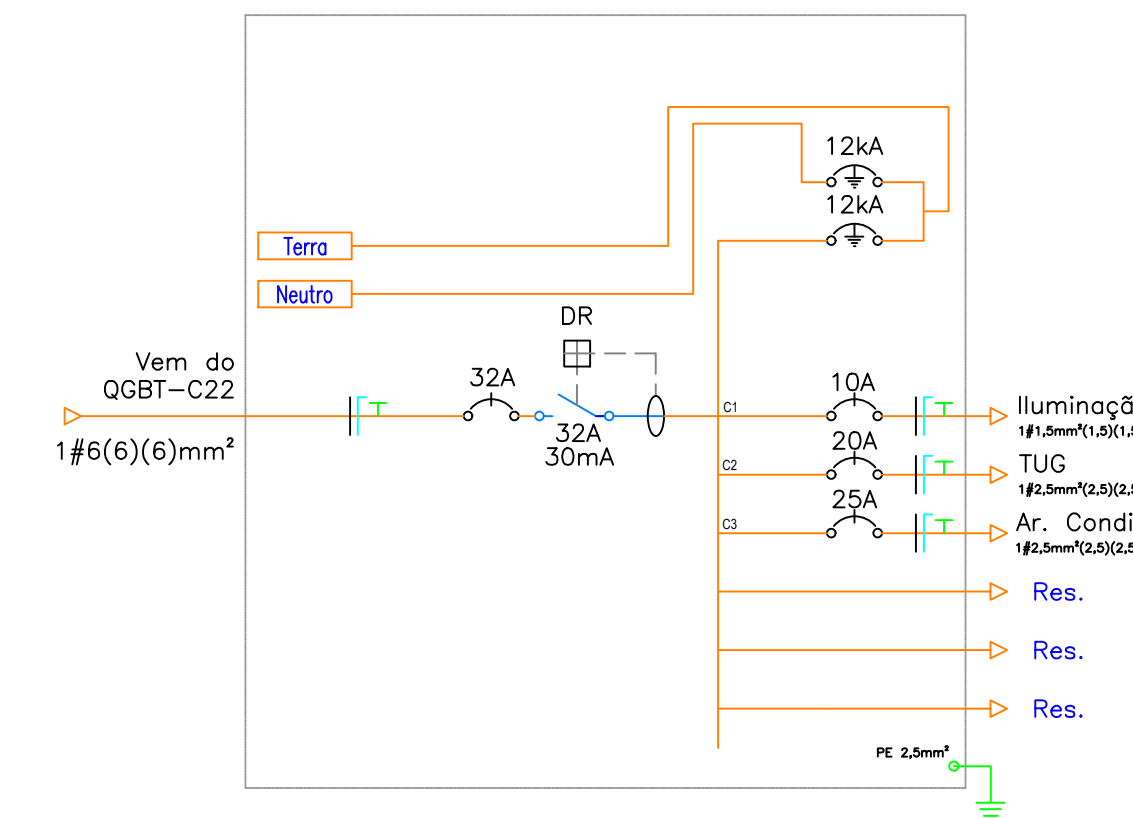 12kA
12kA
Terra
Neutro
DR
Vem do
QGBT-C22
1#6(6)(6)mm²
32A
32A
30mA
C1
10A
Iluminaçã
1#1,5mm²(1,5)(1,5
C2
20A
TUG
1#2,5mm²(2,5)(2,5
C3
25A
Ar. Condi
1#2,5mm²(2,5)(2,5
Res.
Res.
Res.
PE 2,5mm²